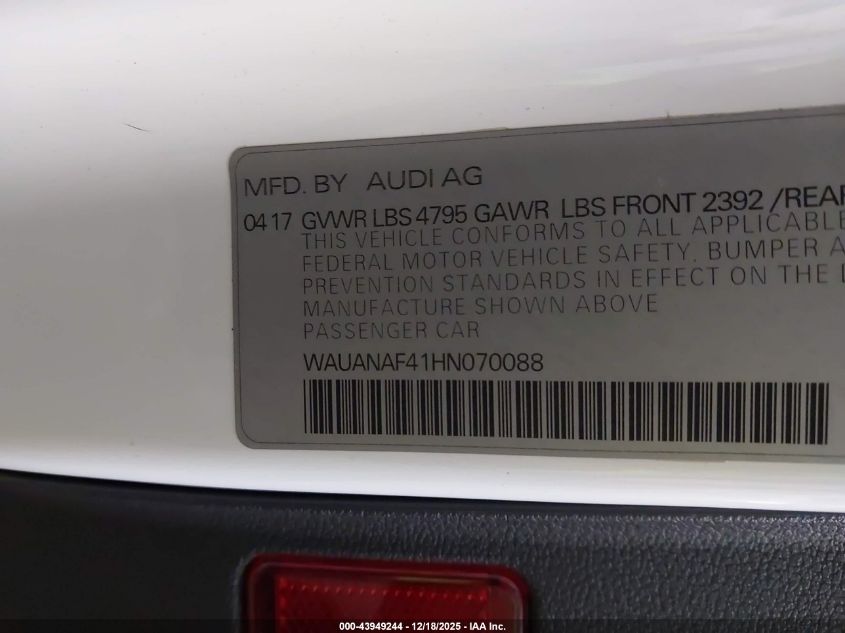 MFD. BY AUDI AG
04 17 GVWR LBS 4795 GAWR LBS FRONT 2392 /REAR
THIS VEHICLE CONFORMS TO ALL APPLICABLE
FEDERAL MOTOR VEHICLE SAFETY, BUMPER A
PREVENTION STANDARDS IN EFFECT ON THE
MANUFACTURE SHOWN ABOVE
PASSENGER CAR
WAUANAF41HN070088
000-43949244 - 12/18/2025 - IAA Inc.